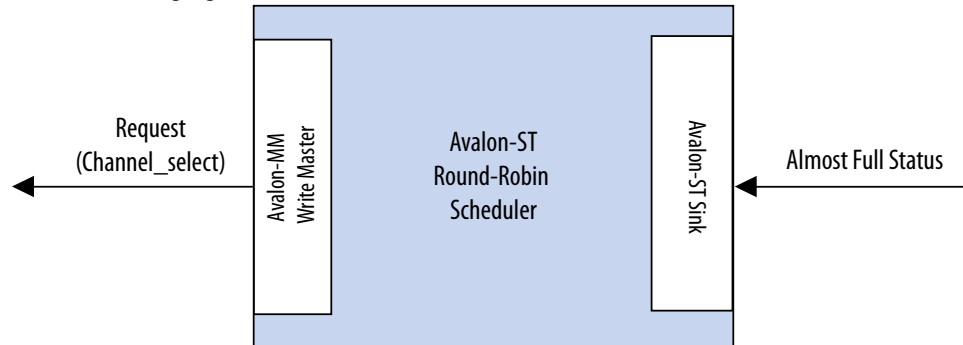 Request
(Channel_select)
Avalon-MM
Write Master
Avalon-ST
Round-Robin
Scheduler
Avalon-ST Sink
Almost Full Status